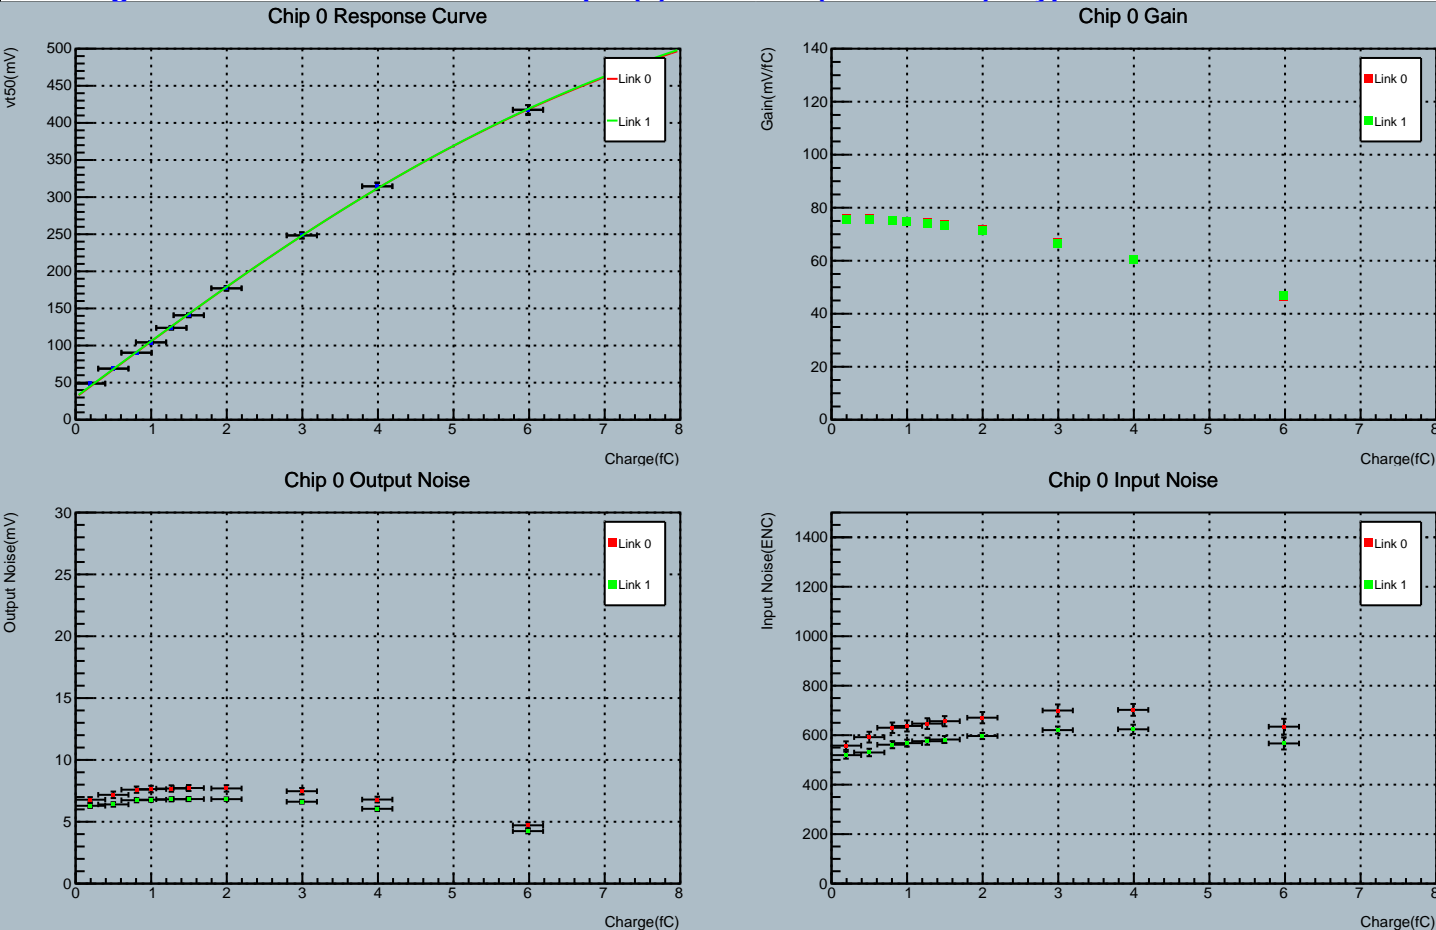 Chip 0 Response Curve
vt50(mV)
500
450
400
350
300
250
200
150
100
50
0
0 1 2 3 4 5 6 7 8
Charge(fC)
Link 0
Link 1
Chip 0 Gain
Gain(mV/fC)
140
120
100
80
60
40
20
0
0 1 2 3 4 5 6 7 8
Charge(fC)
Link 0
Link 1
Chip 0 Output Noise
Output Noise(mV)
30
25
20
15
10
5
0
0 1 2 3 4 5 6 7 8
Charge(fC)
Link 0
Link 1
Chip 0 Input Noise
Input Noise(ENC)
1400
1200
1000
800
600
400
200
0
0 1 2 3 4 5 6 7 8
Charge(fC)
Link 0
Link 1